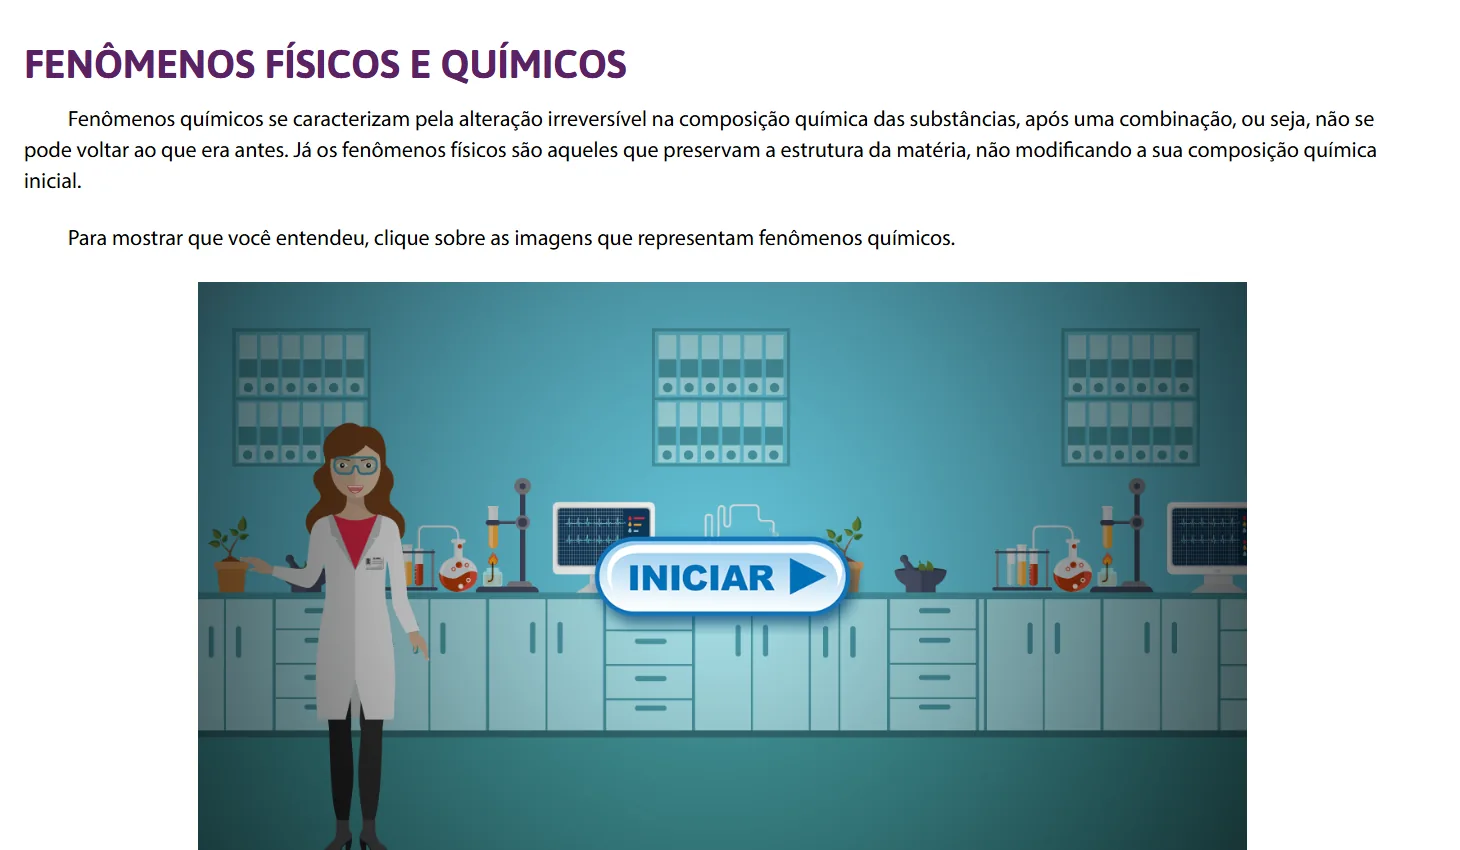 FENÔMENOS FÍSICOS E QUÍMICOS
Fenômenos químicos se caracterizam pela alteração irreversível na composição química das substâncias, após uma combinação, ou seja, não se
pode voltar ao que era antes. Já os fenômenos físicos são aqueles que preservam a estrutura da matéria, não modificando a sua composição química
inicial.
Para mostrar que você entendeu, clique sobre as imagens que representam fenômenos químicos.
INICIAR